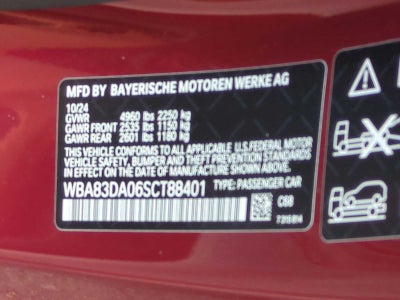 MFD BY BAYERISCHE MOTOREN WERKE AG
10/24
GVWR 4960 lbs 2250 kg
GAWR FRONT 2535 lbs 1150 kg
GAWR REAR 2601 lbs 1180 kg
THIS VEHICLE CONFORMS TO ALL APPLICABLE U.S.FEDERAL MOTOR
VEHICLE SAFETY, BUMPER AND THEFT PREVENTION STANDARDS
IN EFFECT ON THE DATE OF MANUFACTURE SHOWN ABOVE.
WBA83DA06SCT88401 TYPE: PASSENGER CAR